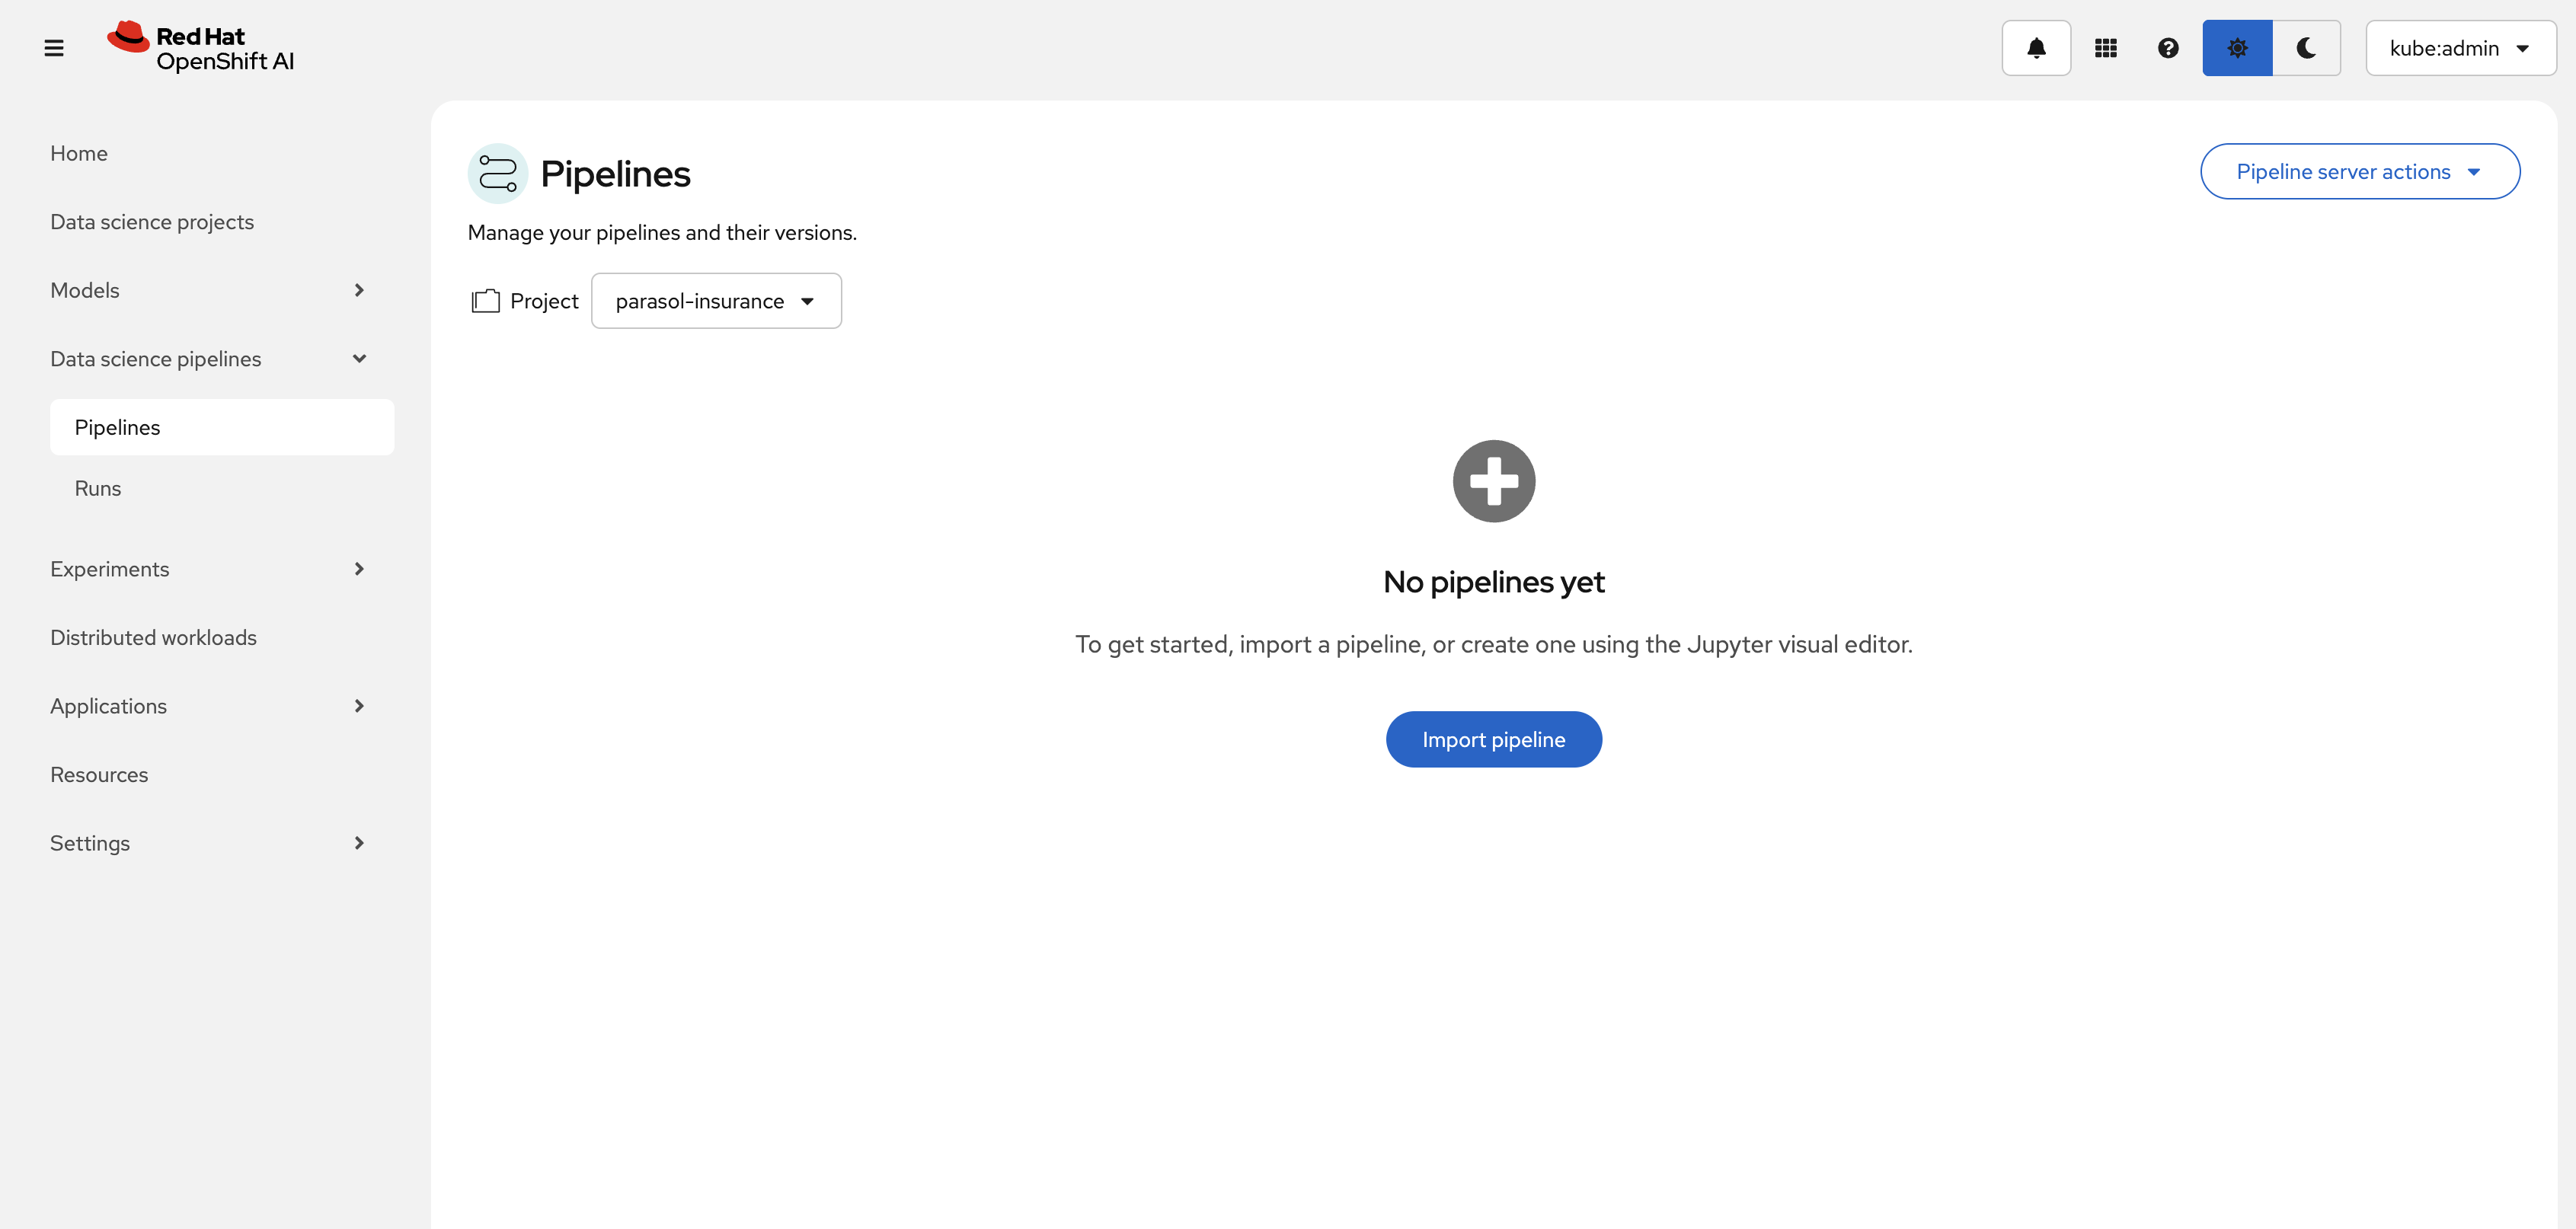 Red Hat
OpenShift AI
kube:admin
Home
Data science projects
Models
Data science pipelines
Pipelines
Runs
Experiments
Distributed workloads
Applications
Resources
Settings
Pipelines
Pipeline server actions
Manage your pipelines and their versions.
Project parasol-insurance
No pipelines yet
To get started, import a pipeline, or create one using the Jupyter visual editor.
Import pipeline